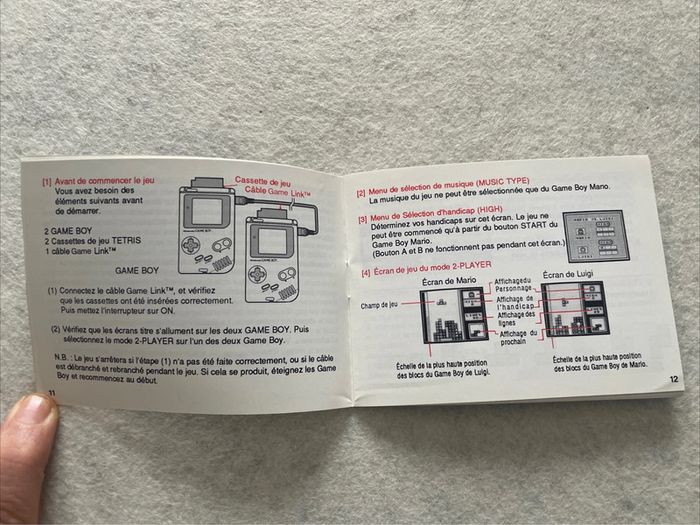 [1] Avant de commencer le jeu
Vous avez besoin des
éléments suivants avant
de démarrer.
2 GAME BOY
2 Cassettes de jeu TETRIS
1 câble Game Link™
Cassette de jeu
Câble Game Link™
GAME BOY
(1) Connectez le câble Game Link™, et vérifiez
que les cassettes ont été insérées correctement.
Puis mettez l'interrupteur sur ON.
(2) Vérifiez que les écrans titre s'allument sur les deux GAME BOY. Puis
sélectionnez le mode 2-PLAYER sur l'un des deux Game Boy.
N.B. : Le jeu s'arrêtera si l'étape (1) n'a pas été faite correctement, ou si le câble
est débranché et rebranché pendant le jeu. Si cela se produit, éteignez les Game
Boy et recommencez au début.
11
[2] Menu de sélection de musique (MUSIC TYPE)
La musique du jeu ne peut être sélectionnée que du Game Boy Mano.
[3] Menu de Sélection d'handicap (HIGH)
Déterminez vos handicaps sur cet écran. Le jeu ne
peut être commencé qu'à partir du bouton START du
Game Boy Mario.
(Bouton A et B ne fonctionnent pas pendant cet écran.)
[4] Écran de jeu du mode 2-PLAYER
Écran de Mario
Écran de Luigi
Champ de jeu
Affichagedu
Personnage
Affichage de
l'handicap
Affichage des
lignes
Affichage du
prochain
Échelle de la plus haute position
des blocs du Game Boy de Luigi.
Échelle de la plus haute position
des blocs du Game Boy de Mario.
12